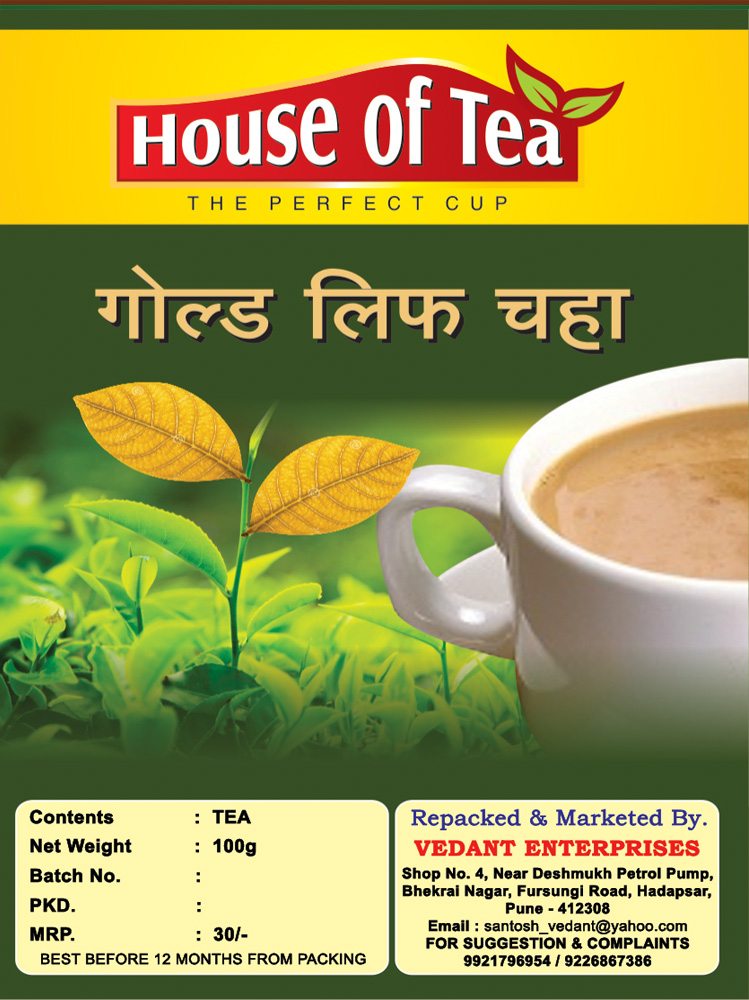 House of Tea
THE PERFECT CUP
गोल्ड लिफ चहा
Contents : TEA
Net Weight : 100g
Batch No. :
PKD. :
MRP. : 30/-
BEST BEFORE 12 MONTHS FROM PACKING
Repacked & Marketed By.
VEDANT ENTERPRISES
Shop No. 4, Near Deshmukh Petrol Pump,
Bhekrai Nagar, Fursungi Road, Hadapsar,
Pune - 412308
Email : santosh_vedant@yahoo.com
FOR SUGGESTION & COMPLAINTS
9921796954 / 9226867386